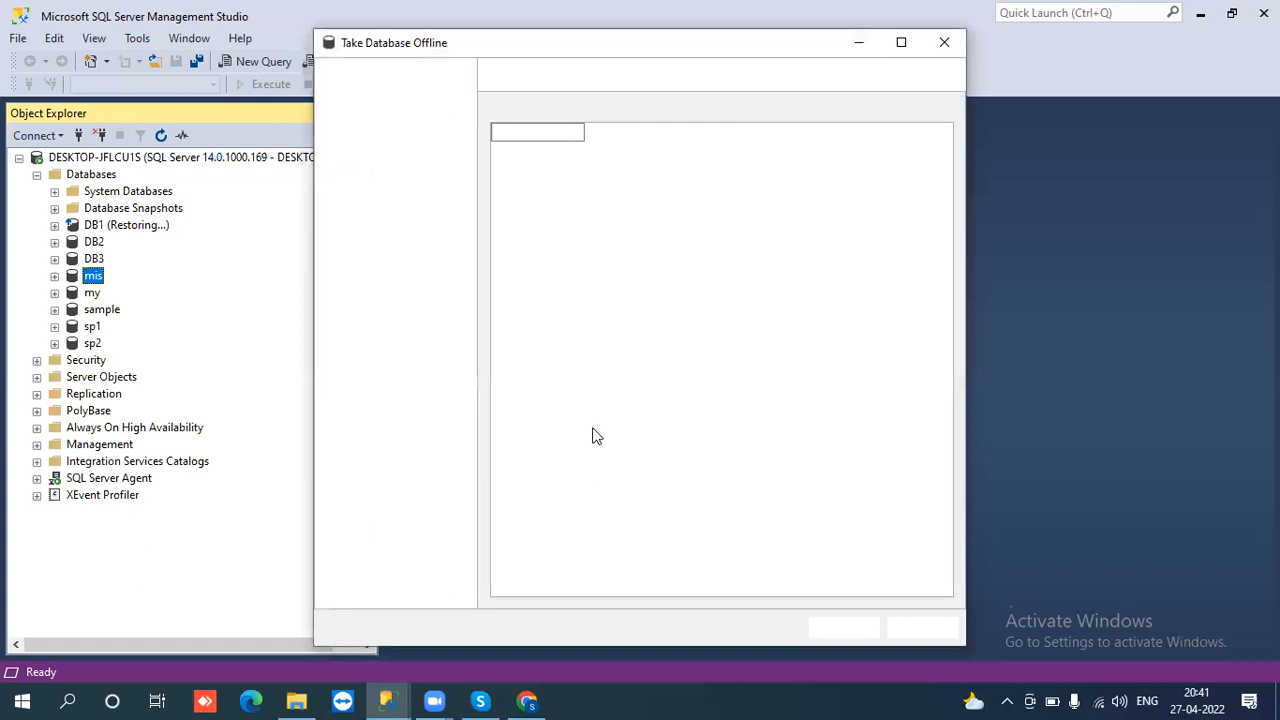 Microsoft SQL Server Management Studio
Quick Launch (Ctrl+Q)
File Edit View Tools Window Help
New Query
Execute
Take Database Offline
Object Explorer
Connect
DESKTOP-JFLCU1S (SQL Server 14.0.1000.169 - DESKTO
Databases
System Databases
Database Snapshots
DB1 (Restoring...)
DB2
DB3
mis
my
sample
sp1
sp2
Security
Server Objects
Replication
PolyBase
Always On High Availability
Management
Integration Services Catalogs
SQL Server Agent
XEvent Profiler
Activate Windows
Go to Settings to activate Windows.
Ready
ENG
20:41
27-04-2022